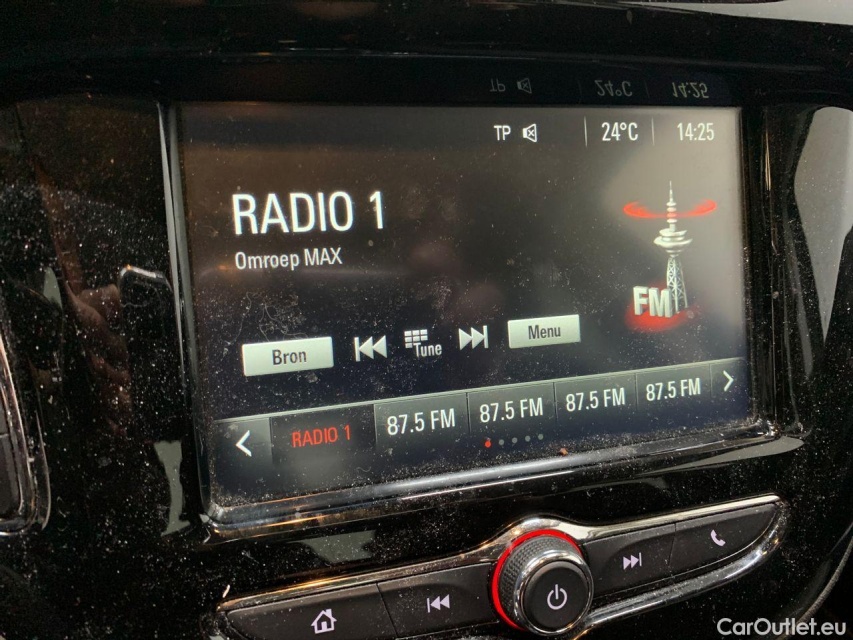 TP 24°C 14:25
RADIO 1
Omroep MAX
FM
Bron Tune Menu
RADIO 1 87.5 FM 87.5 FM 87.5 FM 87.5 FM
CarOutlet.eu